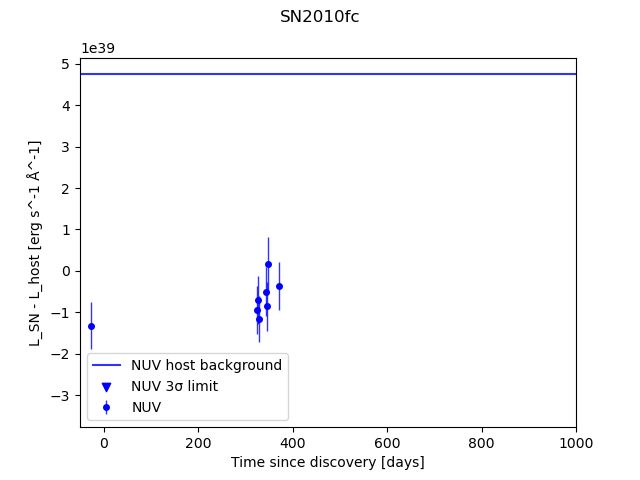 SN2010fc
1e39
5
4
3
2
1
0
−1
−2
−3
L_SN - L_host [erg s^-1 Å^-1]
NUV host background
NUV 3σ limit
NUV
0 200 400 600 800 1000
Time since discovery [days]